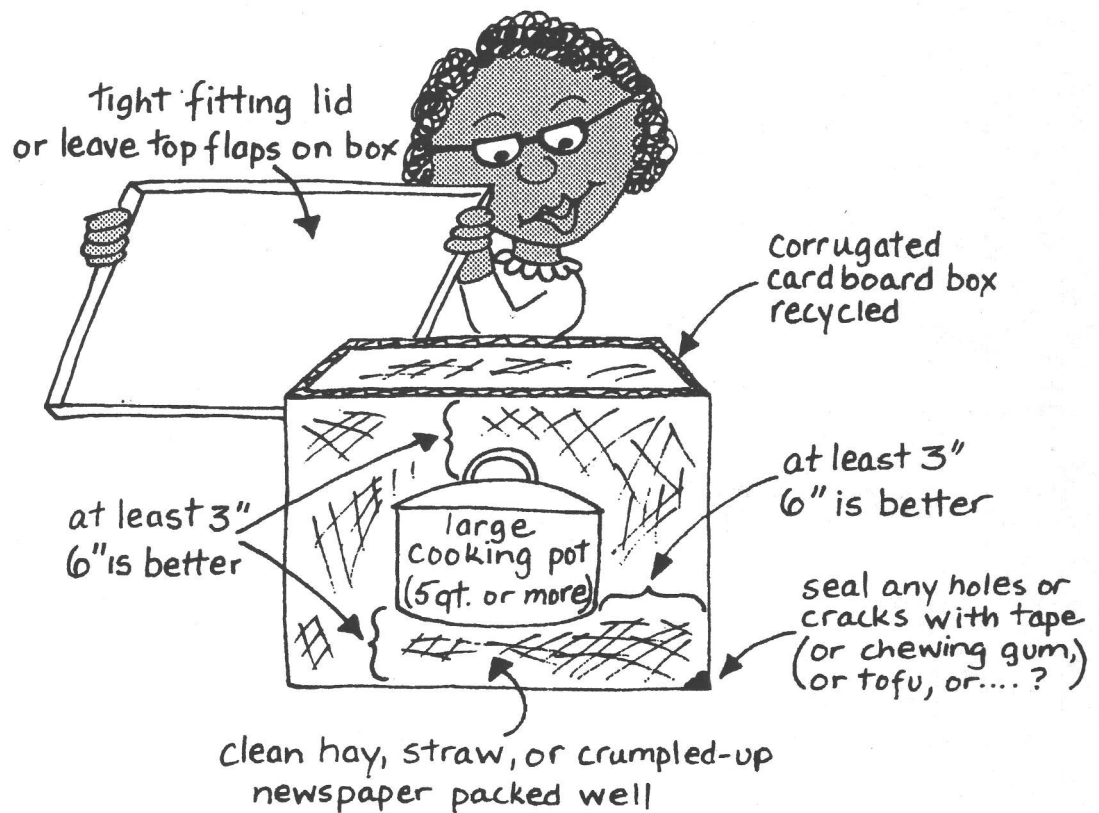 tight fitting lid
or leave top flaps on box
corrugated
cardboard box
recycled
at least 3"
6" is better
at least 3"
6" is better
large
cooking pot
(5 qt. or more)
seal any holes or
cracks with tape
(or chewing gum,
or tofu, or....?)
clean hay, straw, or crumpled-up
newspaper packed well